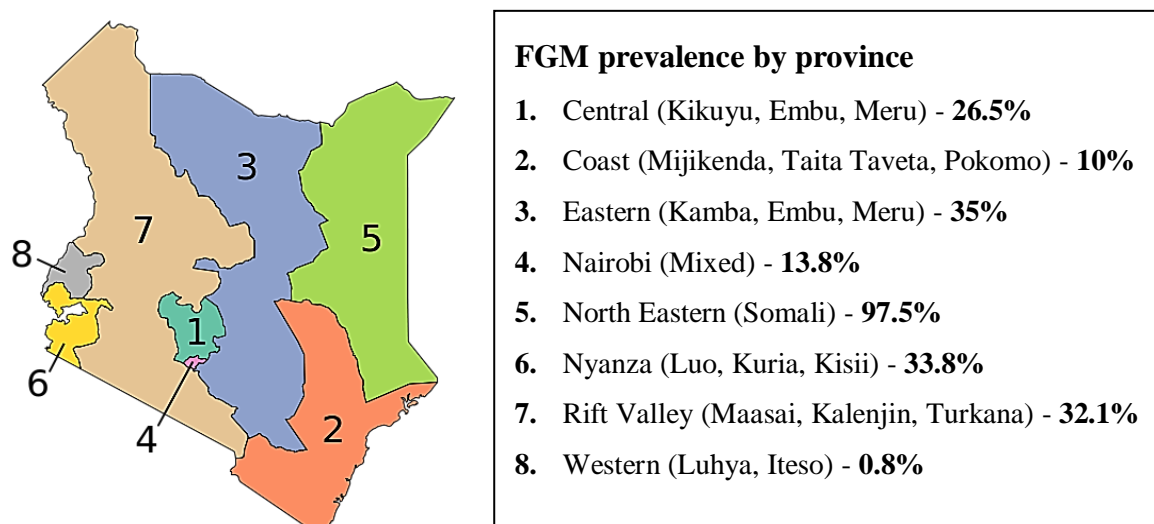 FGM prevalence by province
1. Central (Kikuyu, Embu, Meru) - 26.5%
2. Coast (Mijikenda, Taita Taveta, Pokomo) - 10%
3. Eastern (Kamba, Embu, Meru) - 35%
4. Nairobi (Mixed) - 13.8%
5. North Eastern (Somali) - 97.5%
6. Nyanza (Luo, Kuria, Kisii) - 33.8%
7. Rift Valley (Maasai, Kalenjin, Turkana) - 32.1%
8. Western (Luhya, Iteso) - 0.8%
3
7
5
8
1
6
4
2